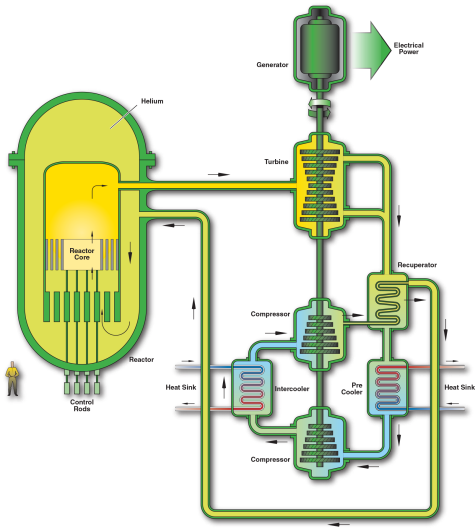 Electrical
Power
Generator
Helium
Turbine
Reactor
Core
Recuperator
Compressor
Reactor
Heat Sink
Intercooler
Pre
Cooler
Heat Sink
Control
Rods
Compressor